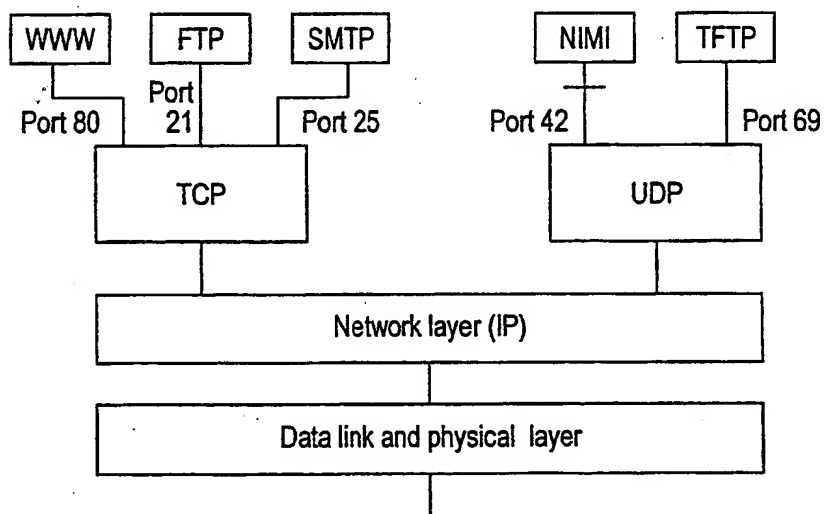 WWW FTP SMTP NIMI TFTP
Port 80 Port 21 Port 25 Port 42 Port 69
TCP UDP
Network layer (IP)
Data link and physical layer